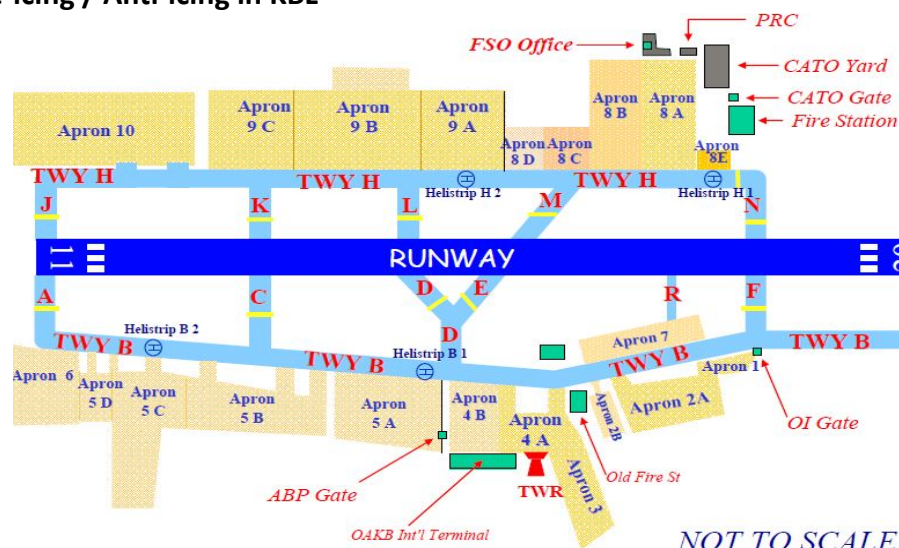 PRC
FSO Office
CATO Yard
CATO Gate
Fire Station
Apron 10
Apron
9 C
Apron
9 B
Apron
9 A
Apron
8 B
Apron
8 A
Apron
8 D
Apron
8 C
Apron
8E
TWY H
TWY H
TWY H
Helistrip H 2
Helistrip H 1
J
K
L
M
N
11
RUNWAY
A
C
D
E
R
F
D
Helistrip B 2
Helistrip B 1
TWY B
TWY B
TWY B
TWY B
Apron 7
Apron 1
Apron 6
Apron
5 D
Apron
5 C
Apron
5 B
Apron
5 A
Apron
4 B
Apron
4 A
Apron 2B
Apron 2A
Apron 3
OI Gate
ABP Gate
TWR
Old Fire St
OAKB Int'l Terminal
NOT TO SCALE